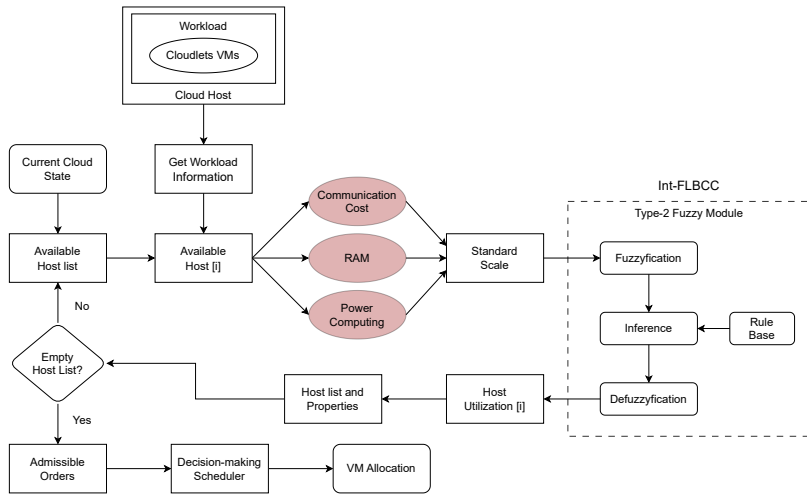 Workload
Cloudlets VMs
Cloud Host
Current Cloud
State
Get Workload
Information
Communication
Cost
Int-FLBCC
Type-2 Fuzzy Module
Available
Host list
Available
Host [i]
RAM
Standard
Scale
Fuzzyfication
No
Power
Computing
Inference
Rule
Base
Empty
Host List?
Host list and
Properties
Host
Utilization [i]
Defuzzyfication
Yes
Admissible
Orders
Decision-making
Scheduler
VM Allocation